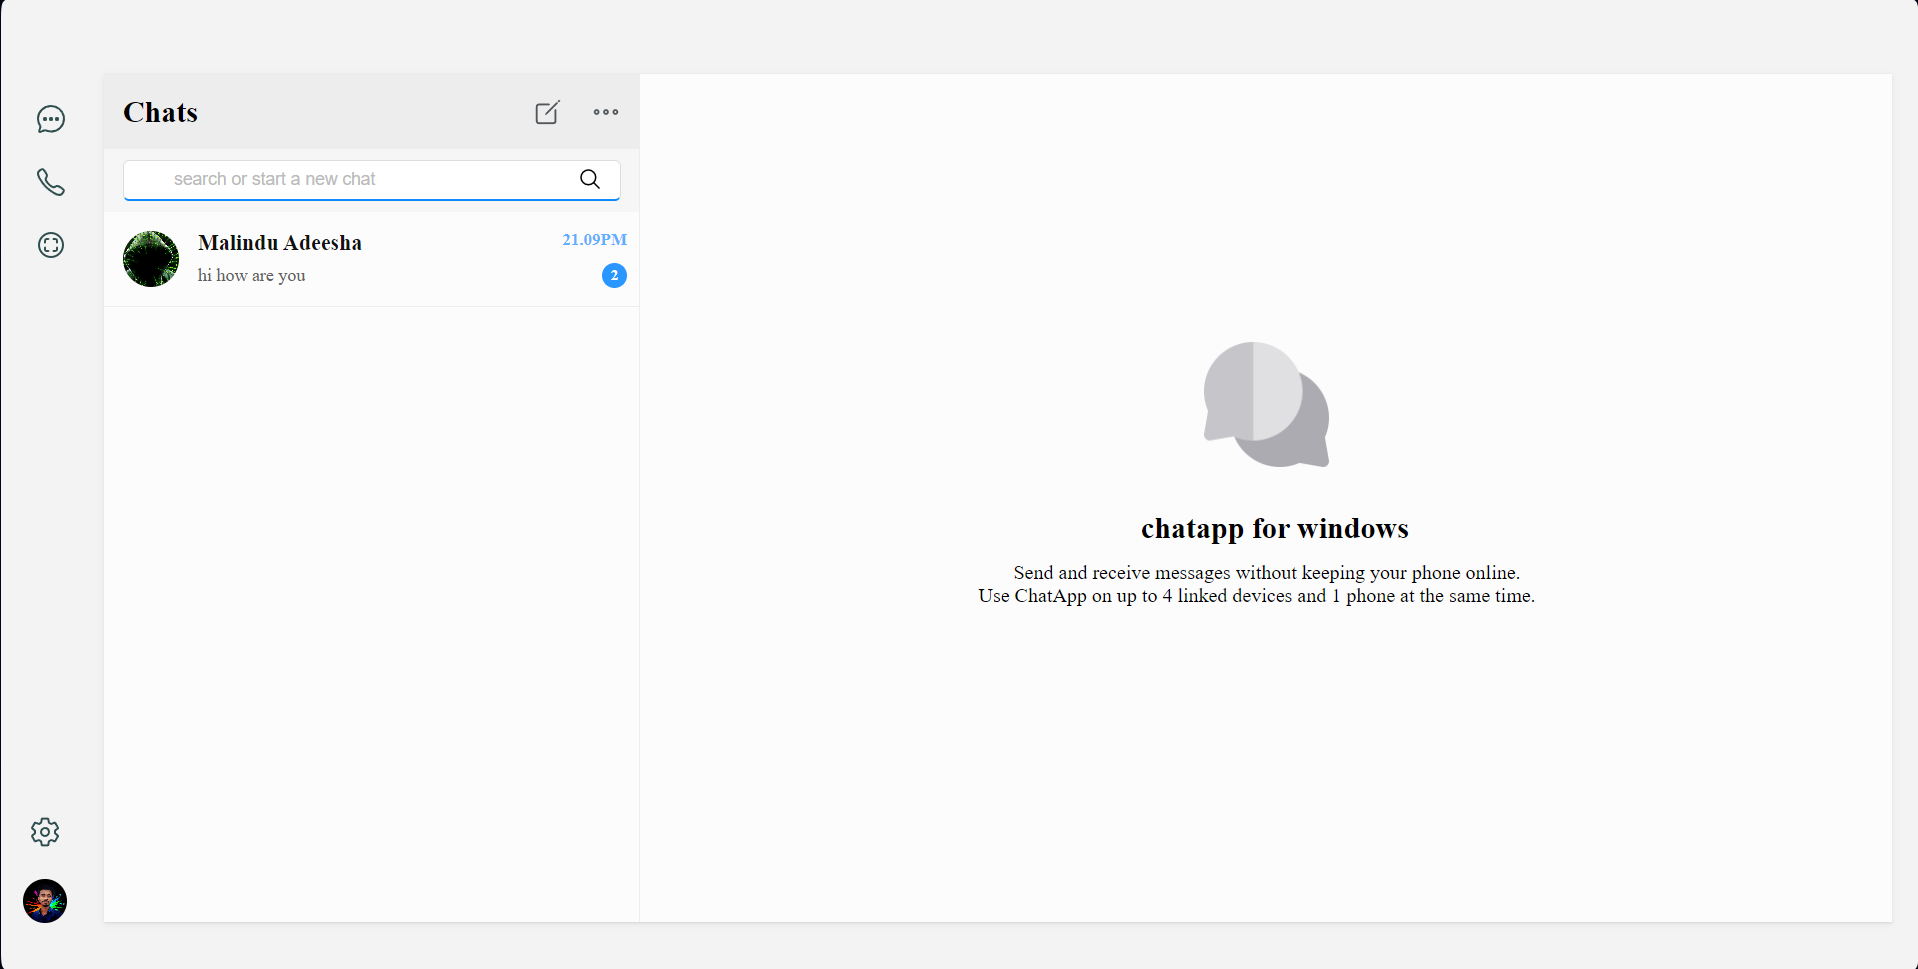 Chats
search or start a new chat
Malindu Adeesha
21.09PM
hi how are you
2
chatapp for windows
Send and receive messages without keeping your phone online.
Use ChatApp on up to 4 linked devices and 1 phone at the same time.